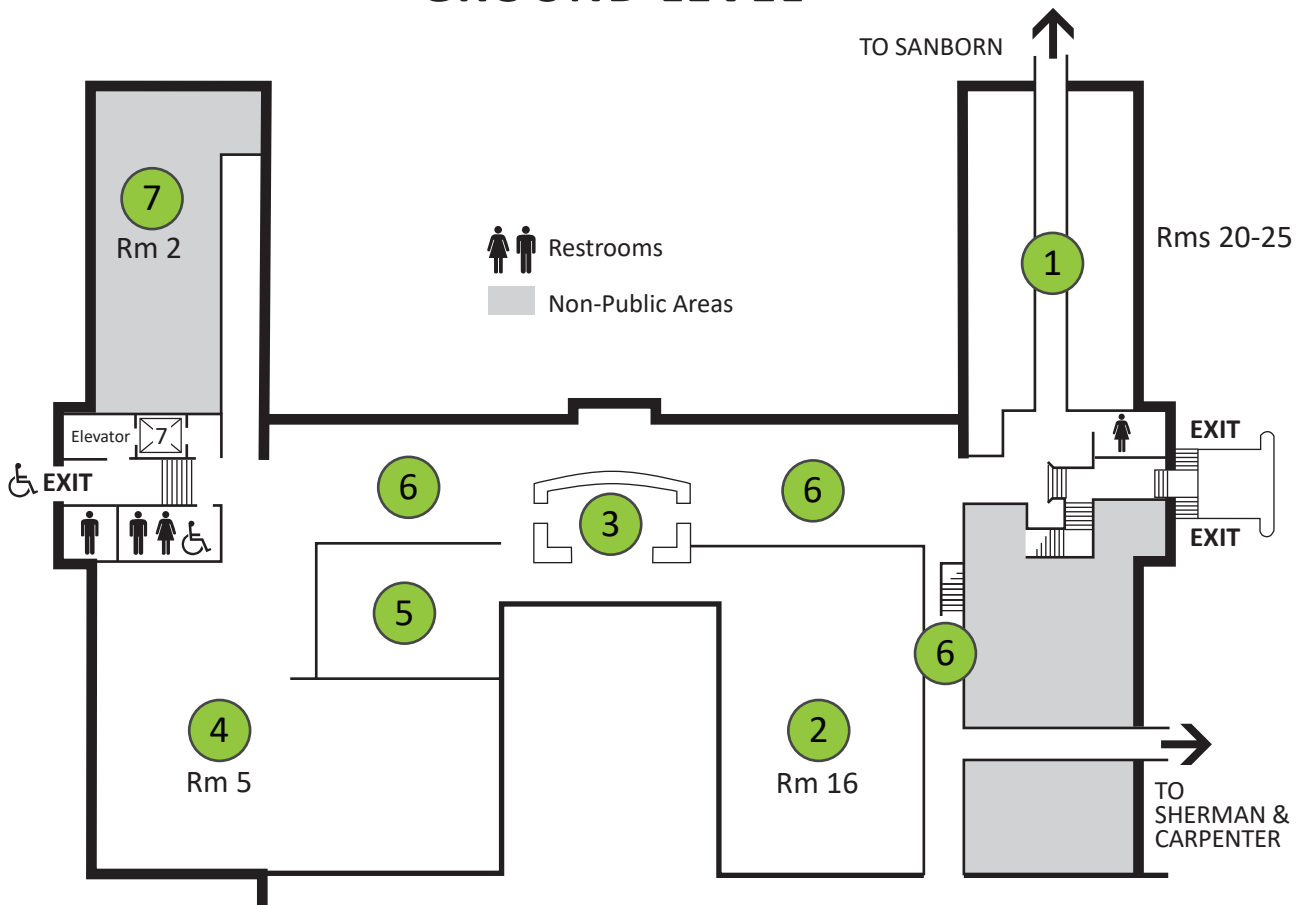 TO SANBORN
7
Rm 2
Restrooms
Non-Public Areas
1
Rms 20-25
Elevator
7
EXIT
EXIT
EXIT
6
3
6
5
6
4
Rm 5
2
Rm 16
TO
SHERMAN &
CARPENTER